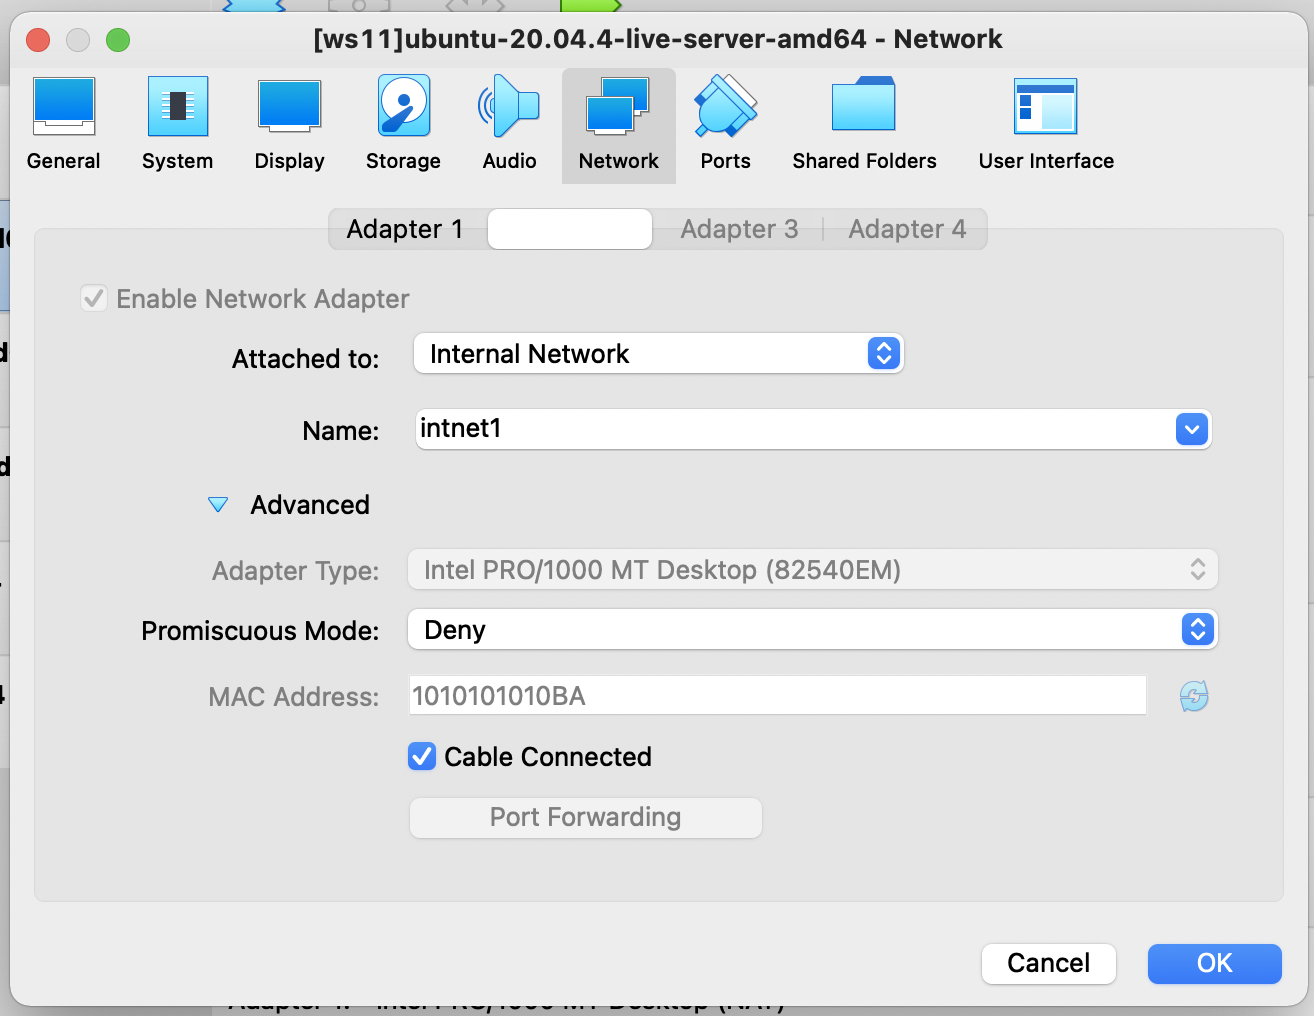 [ws11]ubuntu-20.04.4-live-server-amd64 - Network
General System Display Storage Audio Network Ports Shared Folders User Interface
Adapter 1 Adapter 3 Adapter 4
Enable Network Adapter
Attached to: Internal Network
Name: intnet1
Advanced
Adapter Type: Intel PRO/1000 MT Desktop (82540EM)
Promiscuous Mode: Deny
MAC Address: 1010101010BA
Cable Connected
Port Forwarding
Cancel OK